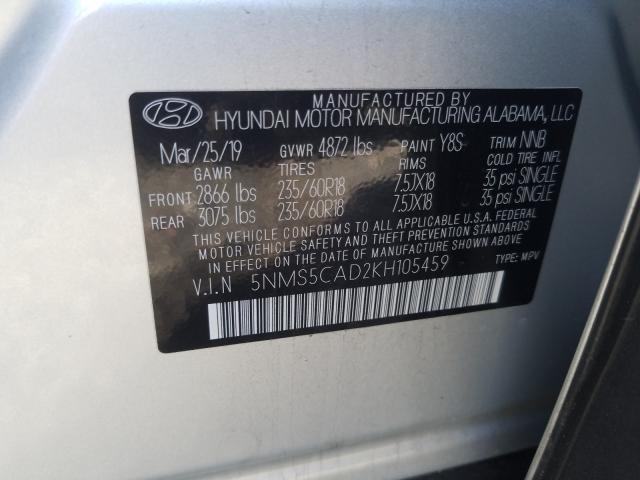 MANUFACTURED BY
HYUNDAI MOTOR MANUFACTURING ALABAMA, LLC
Mar/25/19 GVWR 4872 lbs PAINT Y8S TRIM NNB
GAWR TIRES RIMS COLD TIRE INFL
FRONT 2866 lbs 235/60R18 7.5JX18 35 psi SINGLE
REAR 3075 lbs 235/60R18 7.5JX18 35 psi SINGLE
THIS VEHICLE CONFORMS TO ALL APPLICABLE U.S.A. FEDERAL
MOTOR VEHICLE SAFETY AND THEFT PREVENTION STANDARDS
IN EFFECT ON THE DATE OF MANUFACTURE SHOWN ABOVE.
V.I.N 5NMS5CAD2KH105459 TYPE: MPV